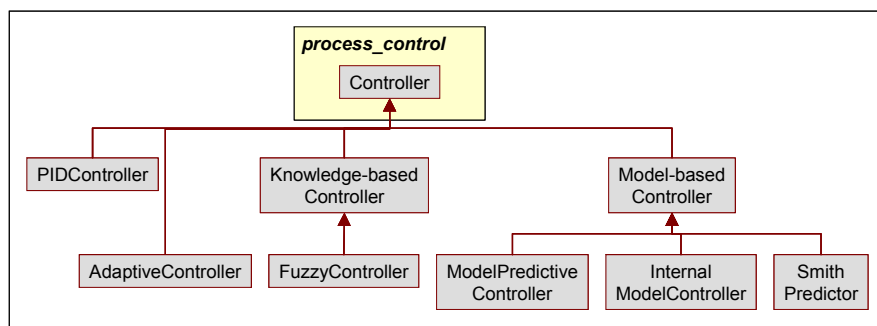 process_control
Controller
PIDController
Knowledge-based
Controller
Model-based
Controller
AdaptiveController
FuzzyController
ModelPredictive
Controller
Internal
ModelController
Smith
Predictor